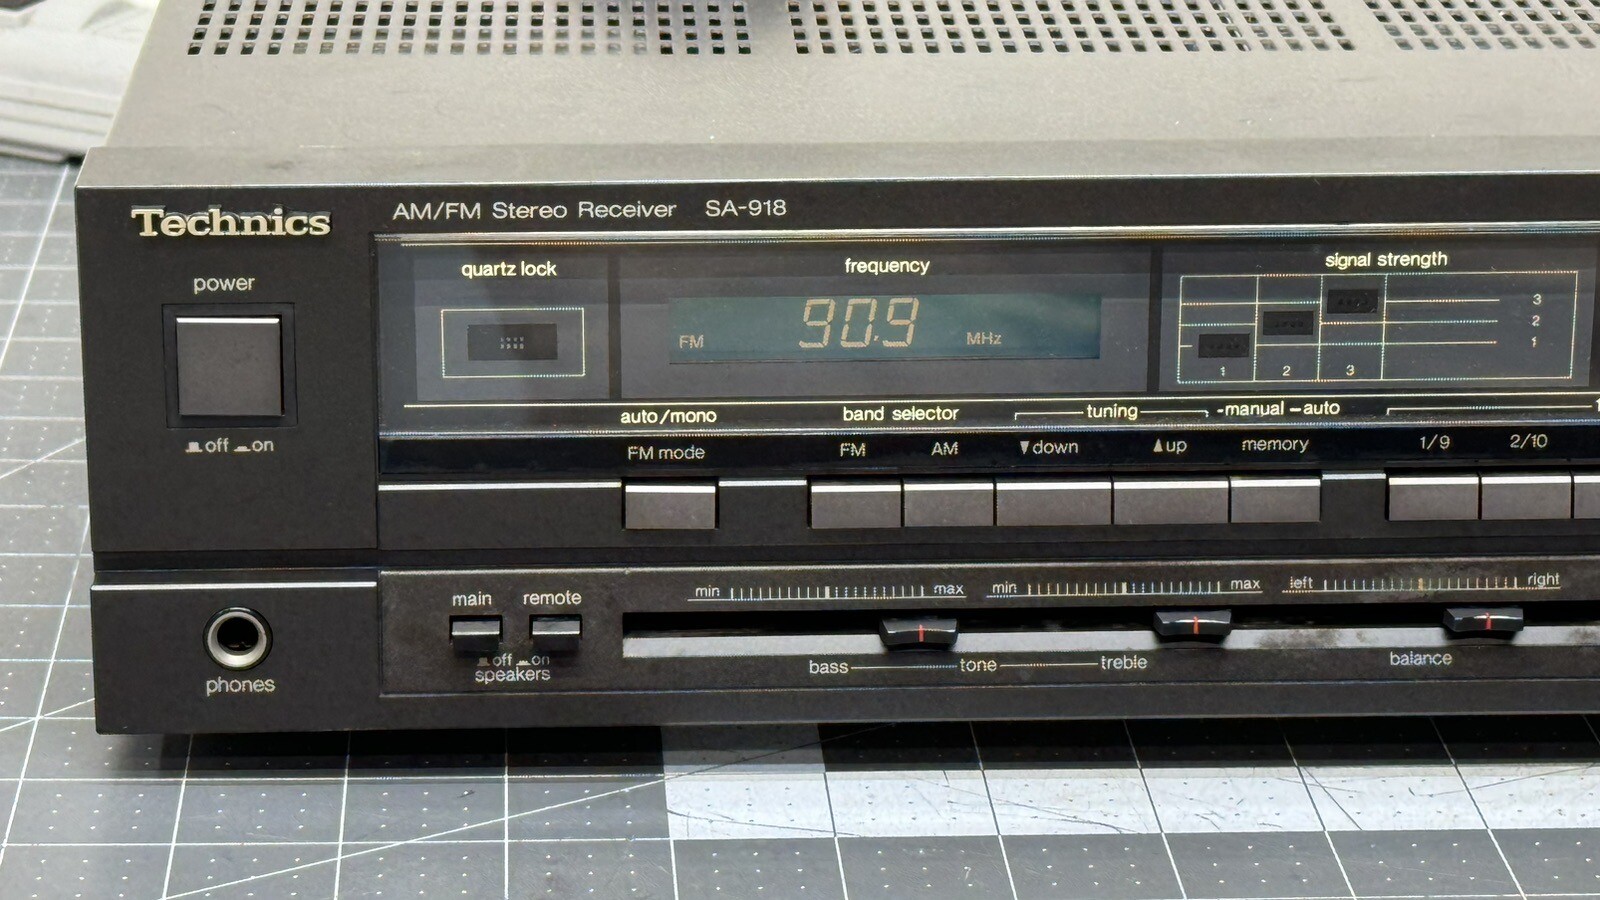 Technics
AM/FM Stereo Receiver SA-918
power
off on
quartz lock
frequency
FM 90.9 MHz
signal strength
3
2
1
1 2 3
auto/mono
band selector
tuning
-manual -auto
FM mode
FM
AM
▼down
▲up
memory
1/9
2/10
phones
main
remote
off on
speakers
min max
min max
left right
bass tone treble
balance